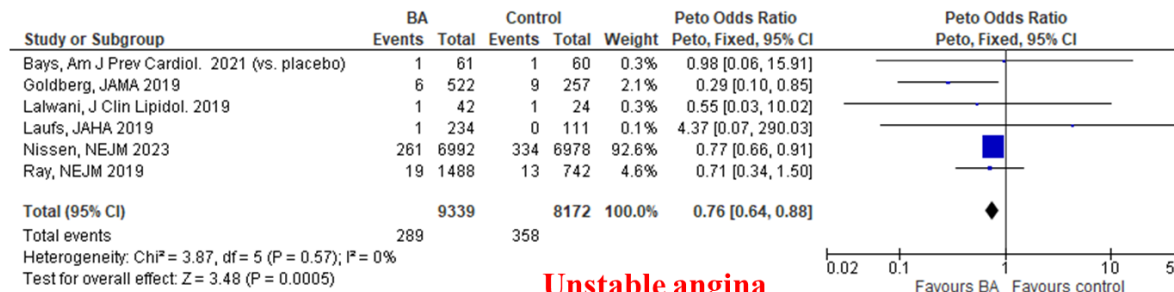 BA Control Peto Odds Ratio Peto Odds Ratio
Study or Subgroup Events Total Events Total Weight Peto, Fixed, 95% CI Peto, Fixed, 95% CI
Bays, Am J Prev Cardiol. 2021 (vs. placebo) 1 61 1 60 0.3% 0.98 [0.06, 15.91]
Goldberg, JAMA 2019 6 522 9 257 2.1% 0.29 [0.10, 0.85]
Lalwani, J Clin Lipidol. 2019 1 42 1 24 0.3% 0.55 [0.03, 10.02]
Laufs, JAHA 2019 1 234 0 111 0.1% 4.37 [0.07, 290.03]
Nissen, NEJM 2023 261 6992 334 6978 92.6% 0.77 [0.66, 0.91]
Ray, NEJM 2019 19 1488 13 742 4.6% 0.71 [0.34, 1.50]
Total (95% CI) 9339 8172 100.0% 0.76 [0.64, 0.88]
Total events 289 358
Heterogeneity: Chi² = 3.87, df = 5 (P = 0.57); I² = 0%
Test for overall effect: Z = 3.48 (P = 0.0005)
0.02 0.1 1 10
Favours BA Favours control
Unstable angina